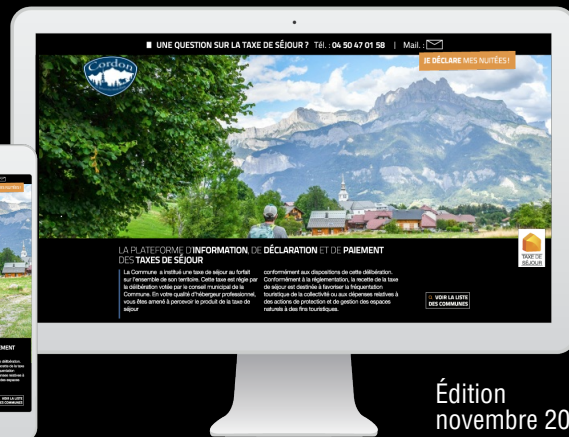 UNE QUESTION SUR LA TAXE DE SÉJOUR ? Tél. : 04 50 47 01 58 | Mail. :
JE DÉCLARE MES NUITÉES !
Cordon
LA PLATEFORME D'INFORMATION, DE DÉCLARATION ET DE PAIEMENT
DES TAXES DE SÉJOUR
La Commune a institué une taxe de séjour au forfait
sur l'ensemble de son territoire. Cette taxe est régie par
la délibération votée par le conseil municipal de la
Commune. En votre qualité d'hébergeur professionnel,
vous êtes amené à percevoir le produit de la taxe de
séjour
conformément aux dispositions de cette délibération.
Conformément à la réglementation, la recette de la taxe
de séjour est destinée à favoriser la fréquentation
touristique de la collectivité ou aux dépenses relatives à
des actions de protection et de gestion des espaces
naturels à des fins touristiques.
TAXE DE
SÉJOUR
VOIR LA LISTE
DES COMMUNES
VOIR LA LISTE
DES COMMUNES
Édition
novembre 20